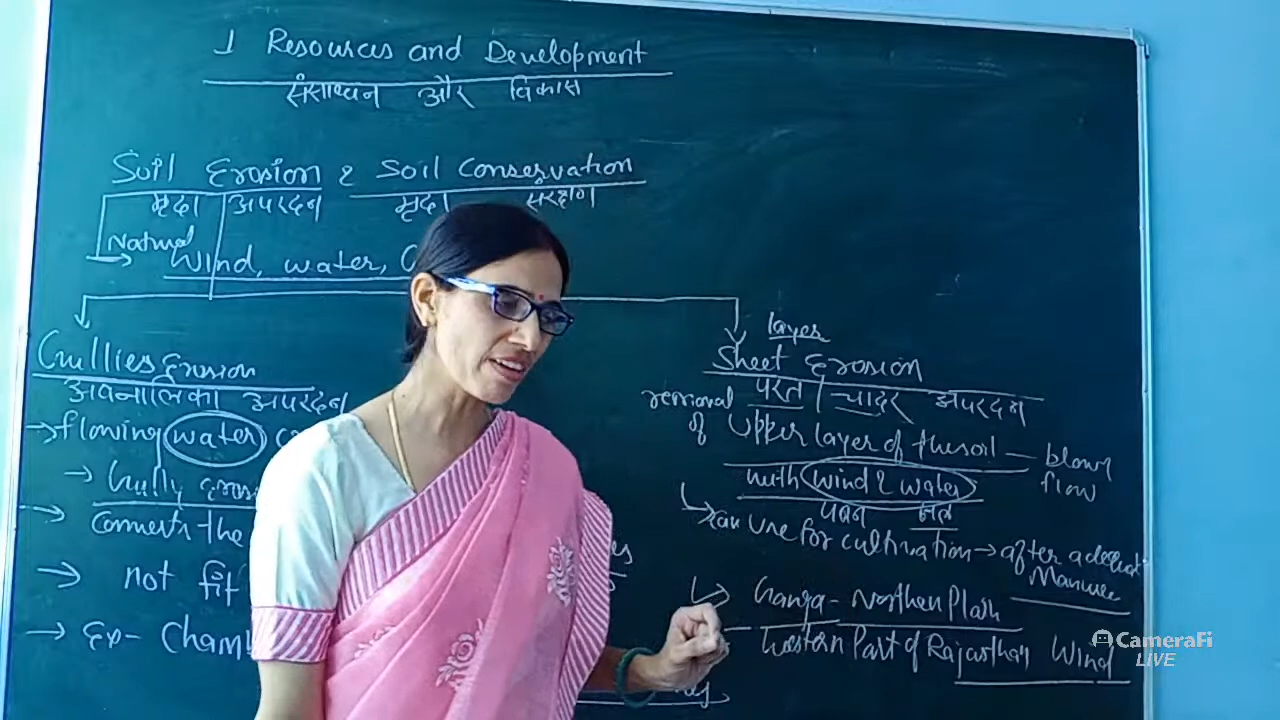 1 Resources and Development
संसाधन और विकास
Soil Erosion & Soil Conservation
मृदा अपरदन मृदा संरक्षण
Natural
Wind, water,
Gullies Erosion
अवनालिका अपरदन
→ flowing water
→ Gully
→ converts the
→ not fit
→ Ex- Cham
layer
Sheet Erosion
परत / चादर अपरदन
removal of Upper layer of the soil — blow flow
with wind & water
पवन जल
can use for cultivation → after adequate Manure
Ganga - Northern Plain
Western Part of Rajasthan Wind
CameraFi
LIVE